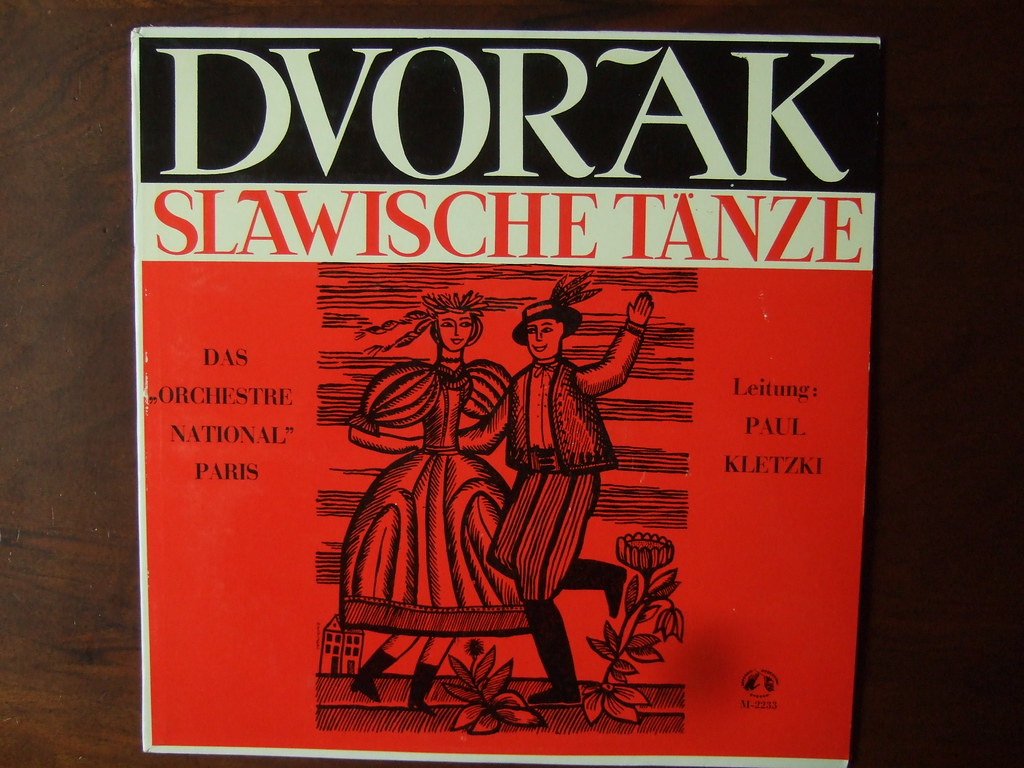 DVOŘÁK
SLAWISCHE TÄNZE
DAS
„ORCHESTRE
NATIONAL”
PARIS
Leitung:
PAUL
KLETZKI
M-2233